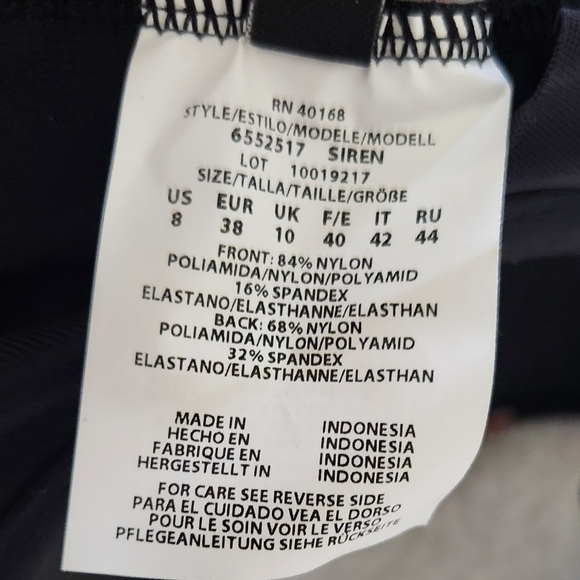 RN 40168
STYLE/ESTILO/MODELE/MODELL
6552517 SIREN
LOT 10019217
SIZE/TALLA/TAILLE/GRÖßE
US EUR UK F/E IT RU
8 38 10 40 42 44
FRONT: 84% NYLON
POLIAMIDA/NYLON/POLYAMID
16% SPANDEX
ELASTANO/ELASTHANNE/ELASTHAN
BACK: 68% NYLON
POLIAMIDA/NYLON/POLYAMID
32% SPANDEX
ELASTANO/ELASTHANNE/ELASTHAN
MADE IN INDONESIA
HECHO EN INDONESIA
FABRIQUE EN INDONESIA
HERGESTELLT IN INDONESIA
FOR CARE SEE REVERSE SIDE
PARA EL CUIDADO VEA EL DORSO
POUR LE SOIN VOIR LE VERSO
PFLEGEANLEITUNG SIEHE RÜCKSEITE